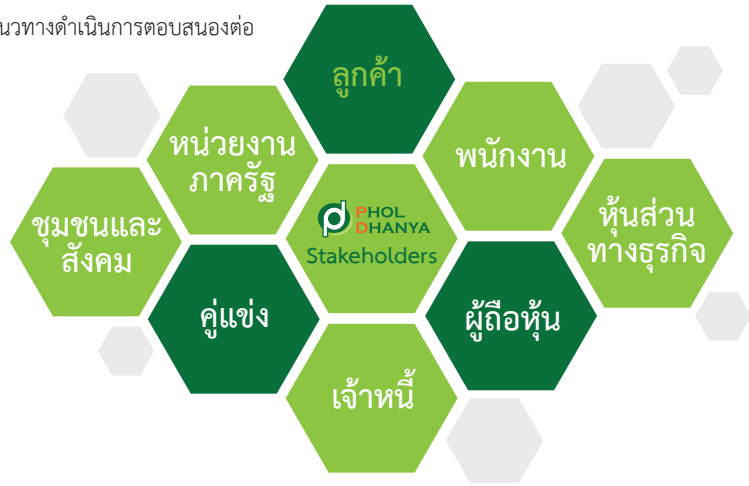 นวทางดำเนินการตอบสนองต่อ
ลูกค้า
หน่วยงาน
ภาครัฐ
พนักงาน
ชุมชนและ
สังคม
PHOL
DHANYA
Stakeholders
หุ้นส่วน
ทางธุรกิจ
คู่แข่ง
ผู้ถือหุ้น
เจ้าหนี้